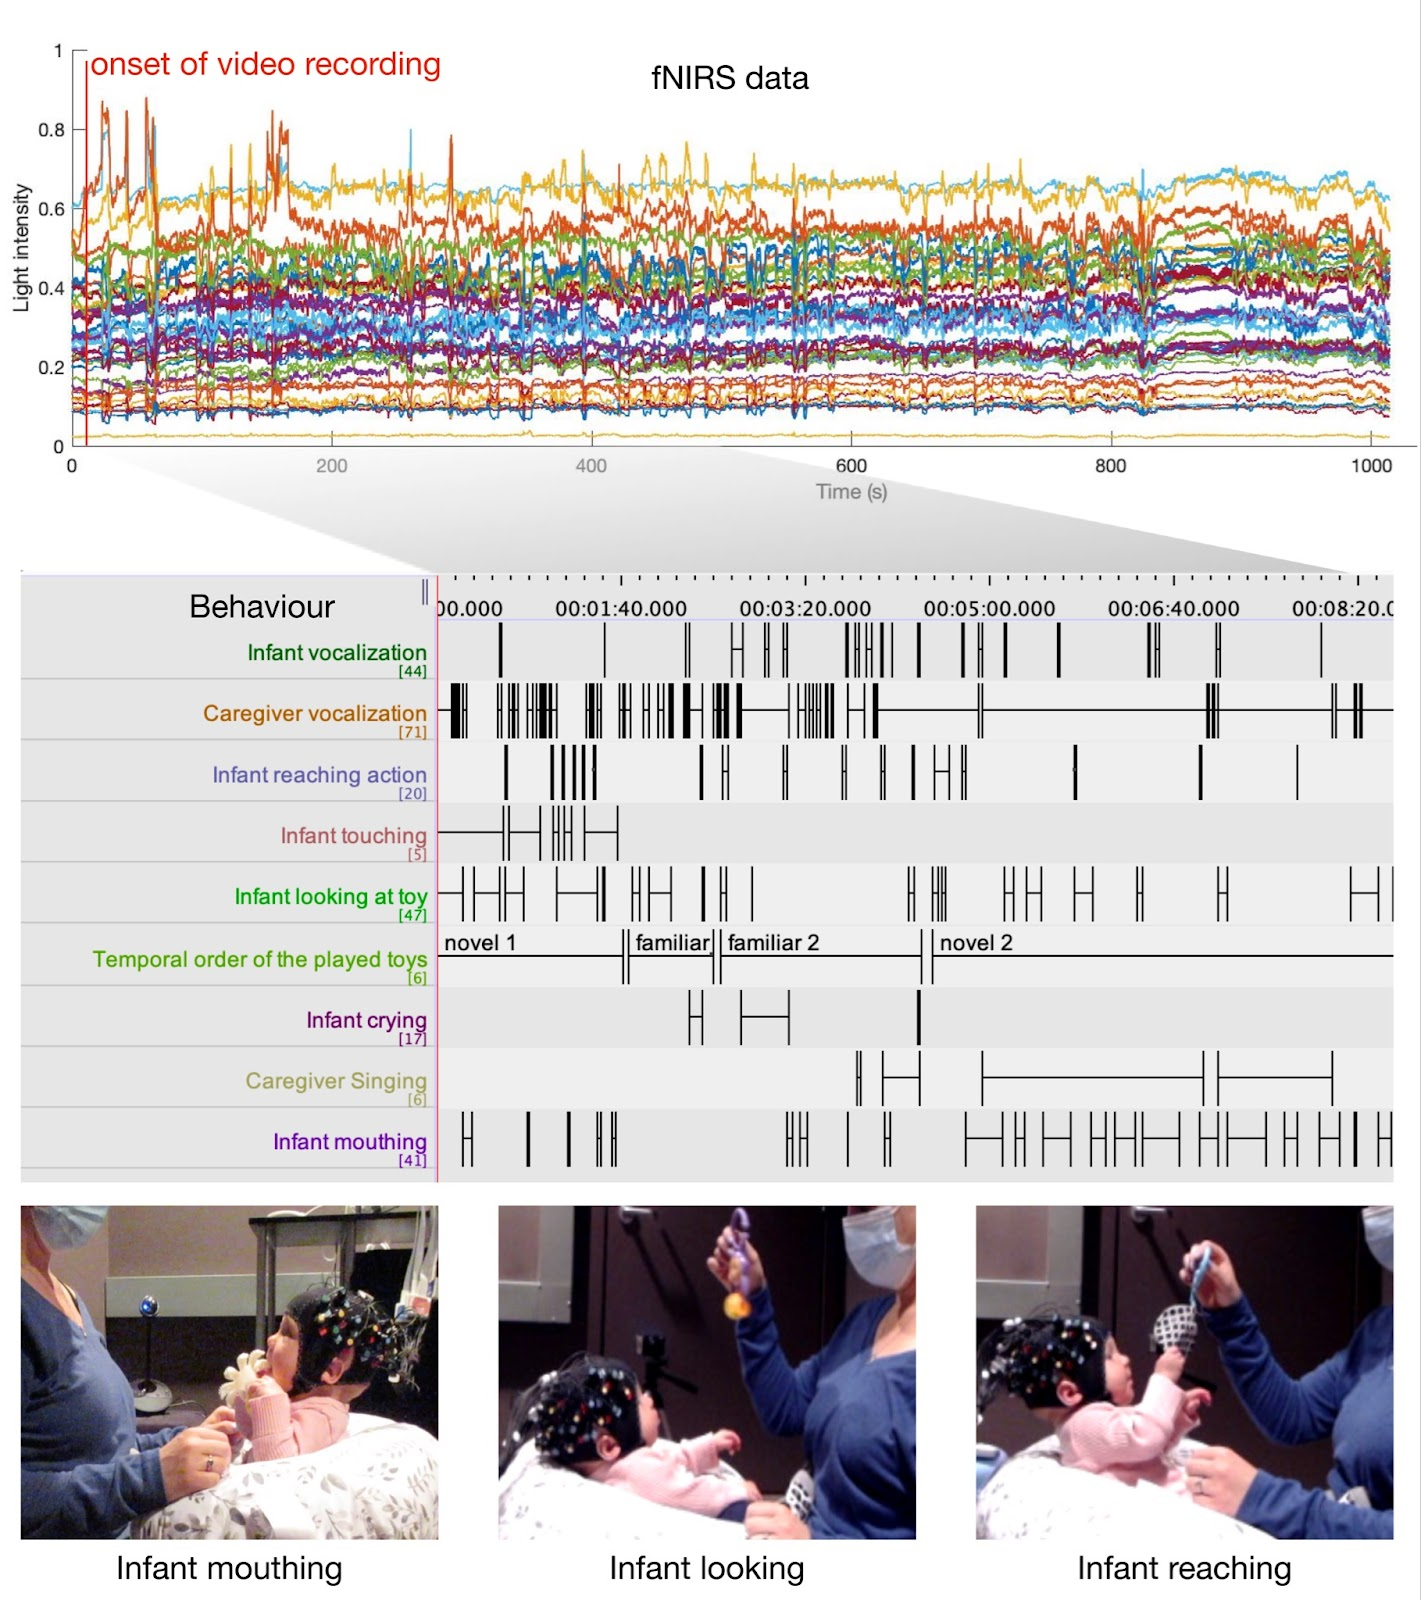 1
onset of video recording
fNIRS data
0.8
0.6
0.4
0.2
0
Light intensity
0
200
400
600
800
1000
Time (s)
Behaviour
00.000
00:01:40.000
00:03:20.000
00:05:00.000
00:06:40.000
00:08:20.0
Infant vocalization
[44]
Caregiver vocalization
[71]
Infant reaching action
[20]
Infant touching
[5]
Infant looking at toy
[47]
novel 1
familiar
familiar 2
novel 2
Temporal order of the played toys
[6]
Infant crying
[17]
Caregiver Singing
[6]
Infant mouthing
[41]
Infant mouthing
Infant looking
Infant reaching